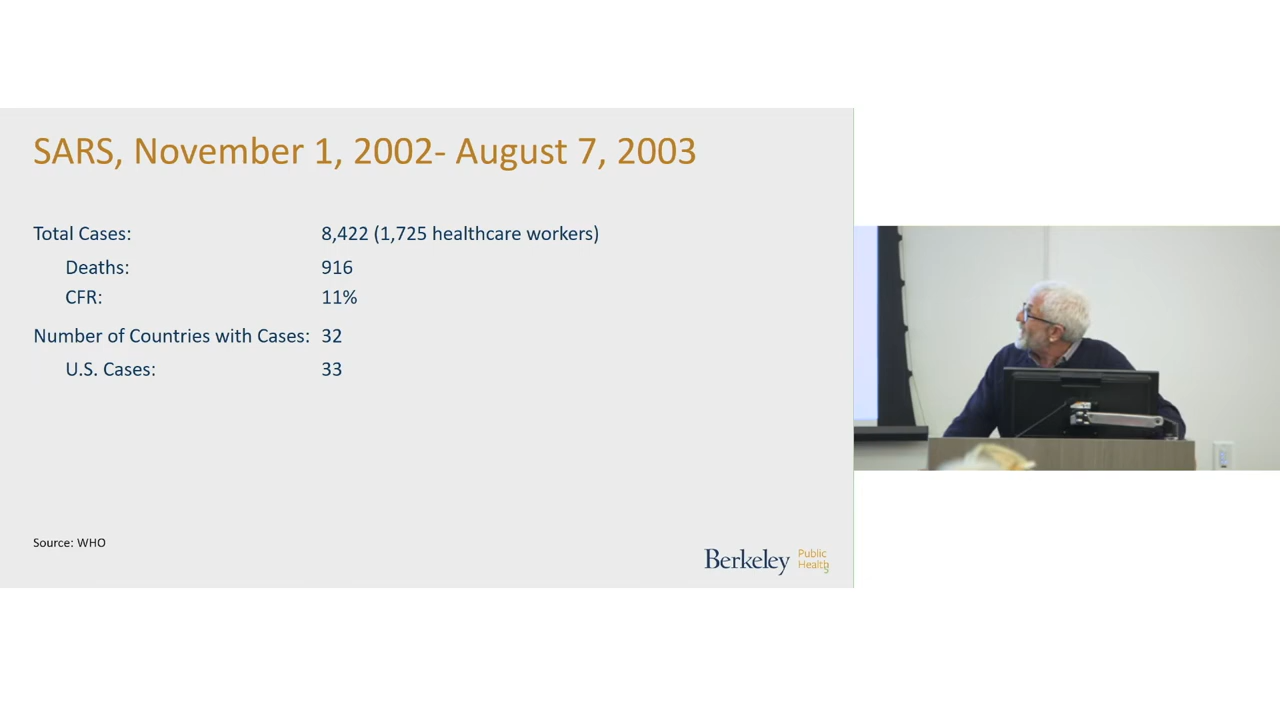 SARS, November 1, 2002- August 7, 2003
Total Cases: 8,422 (1,725 healthcare workers)
Deaths: 916
CFR: 11%
Number of Countries with Cases: 32
U.S. Cases: 33
Source: WHO
Berkeley Public Health
5